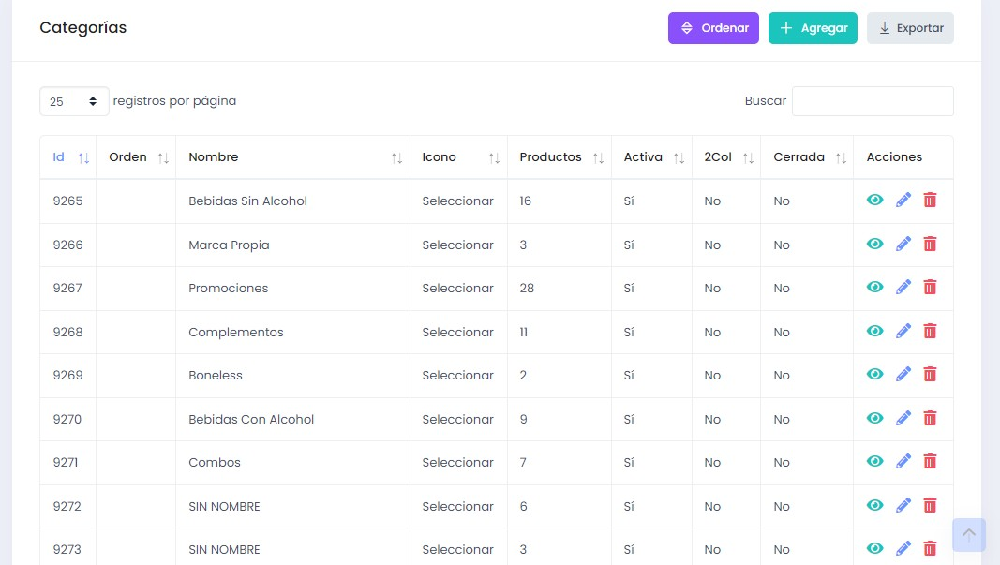 Categorías
Ordenar Agregar Exportar
25 registros por página Buscar
Id Orden Nombre Icono Productos Activa 2Col Cerrada Acciones
9265 Bebidas Sin Alcohol Seleccionar 16 Sí No No
9266 Marca Propia Seleccionar 3 Sí No No
9267 Promociones Seleccionar 28 Sí No No
9268 Complementos Seleccionar 11 Sí No No
9269 Boneless Seleccionar 2 Sí No No
9270 Bebidas Con Alcohol Seleccionar 9 Sí No No
9271 Combos Seleccionar 7 Sí No No
9272 SIN NOMBRE Seleccionar 6 Sí No No
9273 SIN NOMBRE Seleccionar 3 Sí No No